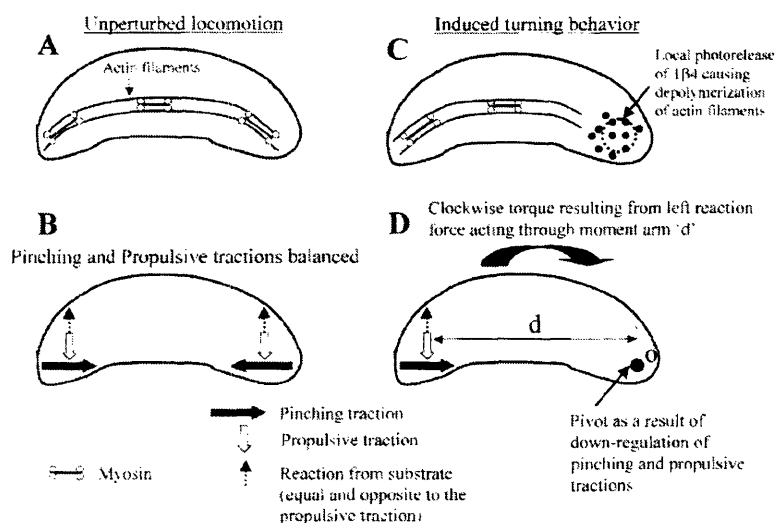 Unperturbed locomotion
Induced turning behavior
A
Actin filaments
C
Local photorelease
of Tβ4 causing
depolymerization
of actin filaments
B
Pinching and Propulsive tractions balanced
D
Clockwise torque resulting from left reaction
force acting through moment arm 'd'
d
O
Pinching traction
Propulsive traction
Myosin
Reaction from substrate
(equal and opposite to the
propulsive traction)
Pivot as a result of
down-regulation of
pinching and propulsive
tractions